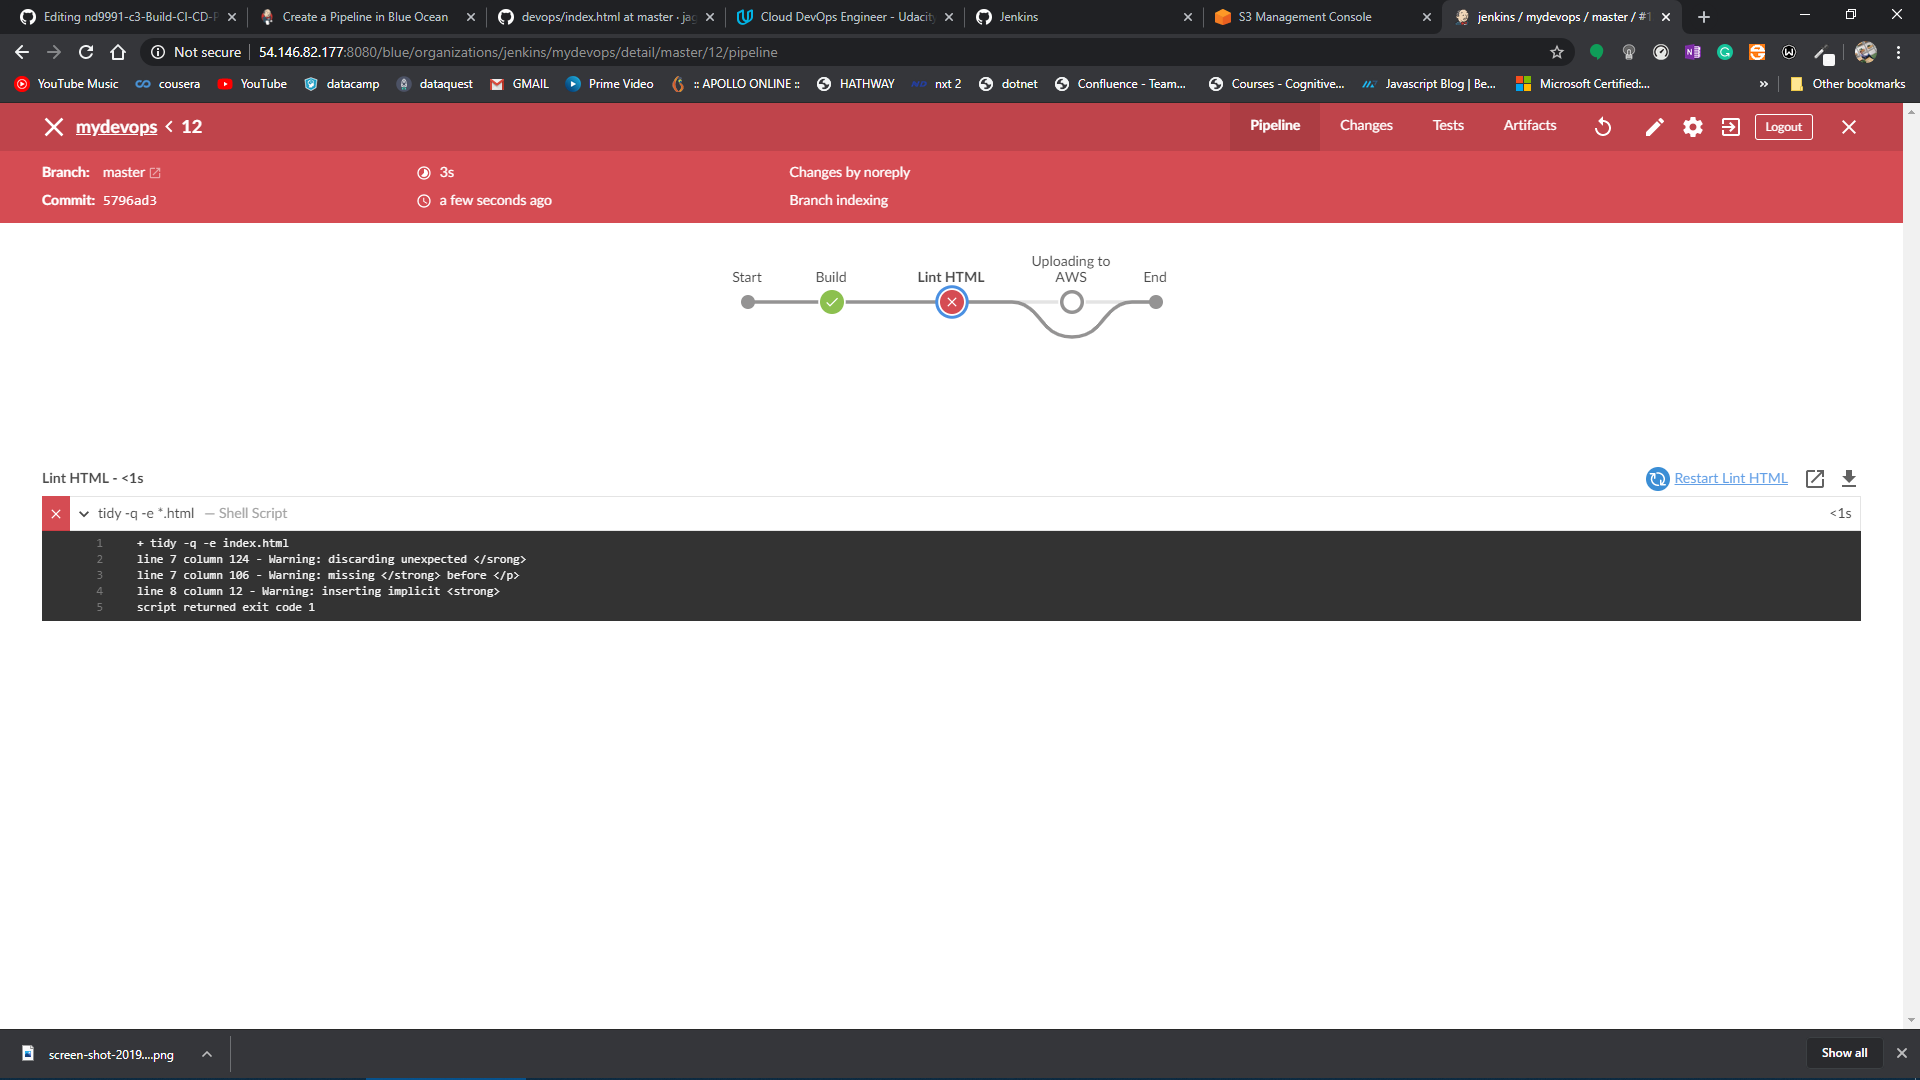 Editing nd9991-c3-Build-CI-CD-P
Create a Pipeline in Blue Ocean
devops/index.html at master · jag
Cloud DevOps Engineer - Udacity
Jenkins
S3 Management Console
jenkins / mydevops / master / #1
Not secure
54.146.82.177:8080/blue/organizations/jenkins/mydevops/detail/master/12/pipeline
YouTube Music
cousera
YouTube
datacamp
dataquest
GMAIL
Prime Video
:: APOLLO ONLINE ::
HATHWAY
nxt 2
dotnet
Confluence - Team...
Courses - Cognitive...
Javascript Blog | Be...
Microsoft Certified:...
»
Other bookmarks
mydevops < 12
Pipeline
Changes
Tests
Artifacts
Logout
Branch: master
3s
Changes by noreply
Commit: 5796ad3
a few seconds ago
Branch indexing
Start
Build
Lint HTML
Uploading to
AWS
End
Lint HTML - <1s
Restart Lint HTML
tidy -q -e *.html — Shell Script
<1s
1 + tidy -q -e index.html
2 line 7 column 124 - Warning: discarding unexpected </srong>
3 line 7 column 106 - Warning: missing </strong> before </p>
4 line 8 column 12 - Warning: inserting implicit <strong>
5 script returned exit code 1
screen-shot-2019....png
Show all